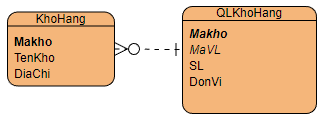 KhoHang
Makho
TenKho
DiaChi
QLKhoHang
Makho
MaVL
SL
DonVi